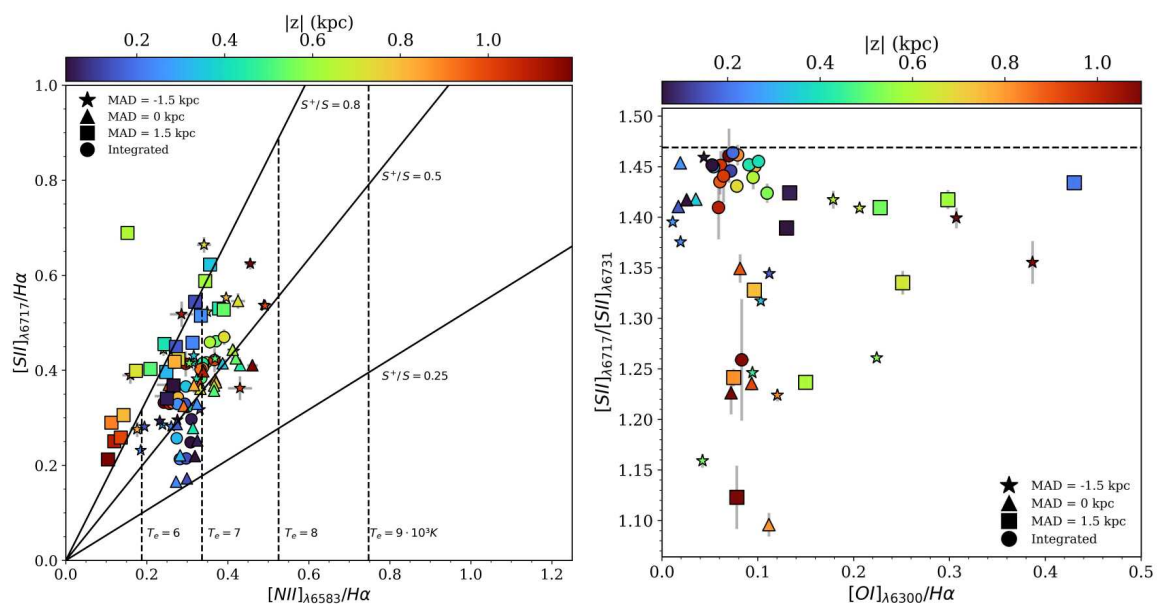 |z| (kpc)
0.2 0.4 0.6 0.8 1.0
1.0
0.8
0.6
0.4
0.2
0.0
[SII]λ6717/Hα
MAD = -1.5 kpc
MAD = 0 kpc
MAD = 1.5 kpc
Integrated
S⁺/S = 0.8
S⁺/S = 0.5
S⁺/S = 0.25
Te = 6
Te = 7
Te = 8
Te = 9 · 10³K
0.0 0.2 0.4 0.6 0.8 1.0 1.2
[NII]λ6583/Hα
|z| (kpc)
0.2 0.4 0.6 0.8 1.0
1.50
1.45
1.40
1.35
1.30
1.25
1.20
1.15
1.10
[SII]λ6717/[SII]λ6731
MAD = -1.5 kpc
MAD = 0 kpc
MAD = 1.5 kpc
Integrated
0.0 0.1 0.2 0.3 0.4 0.5
[OI]λ6300/Hα